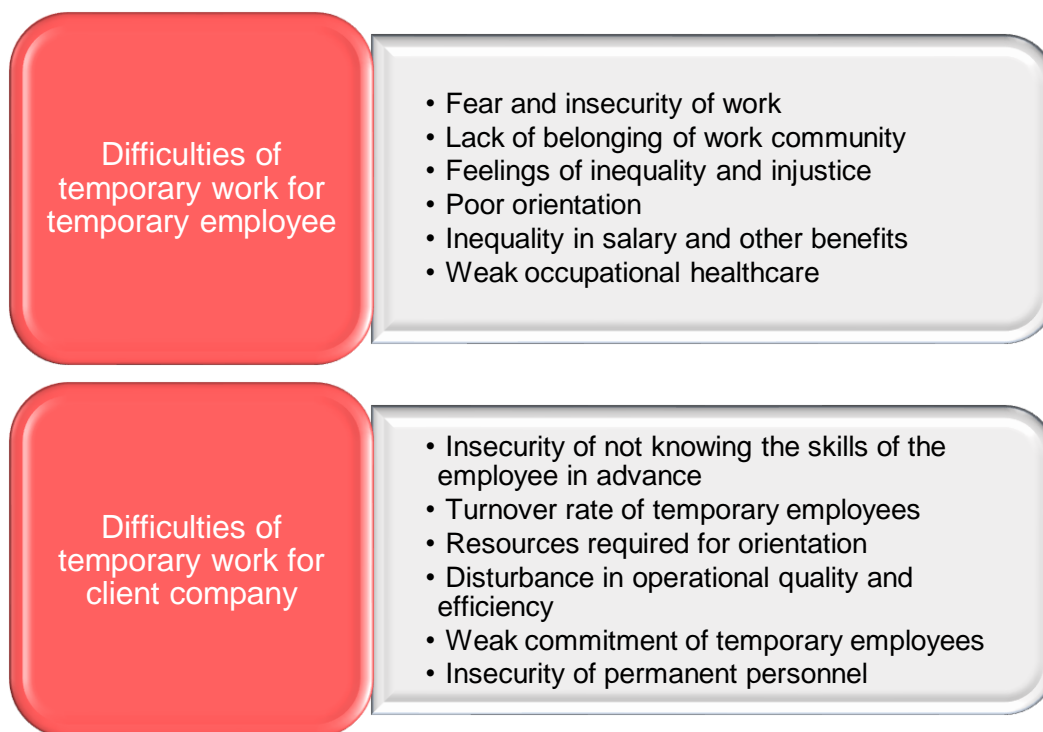 Difficulties of
temporary work for
temporary employee
• Fear and insecurity of work
• Lack of belonging of work community
• Feelings of inequality and injustice
• Poor orientation
• Inequality in salary and other benefits
• Weak occupational healthcare
Difficulties of
temporary work for
client company
• Insecurity of not knowing the skills of the
employee in advance
• Turnover rate of temporary employees
• Resources required for orientation
• Disturbance in operational quality and
efficiency
• Weak commitment of temporary employees
• Insecurity of permanent personnel